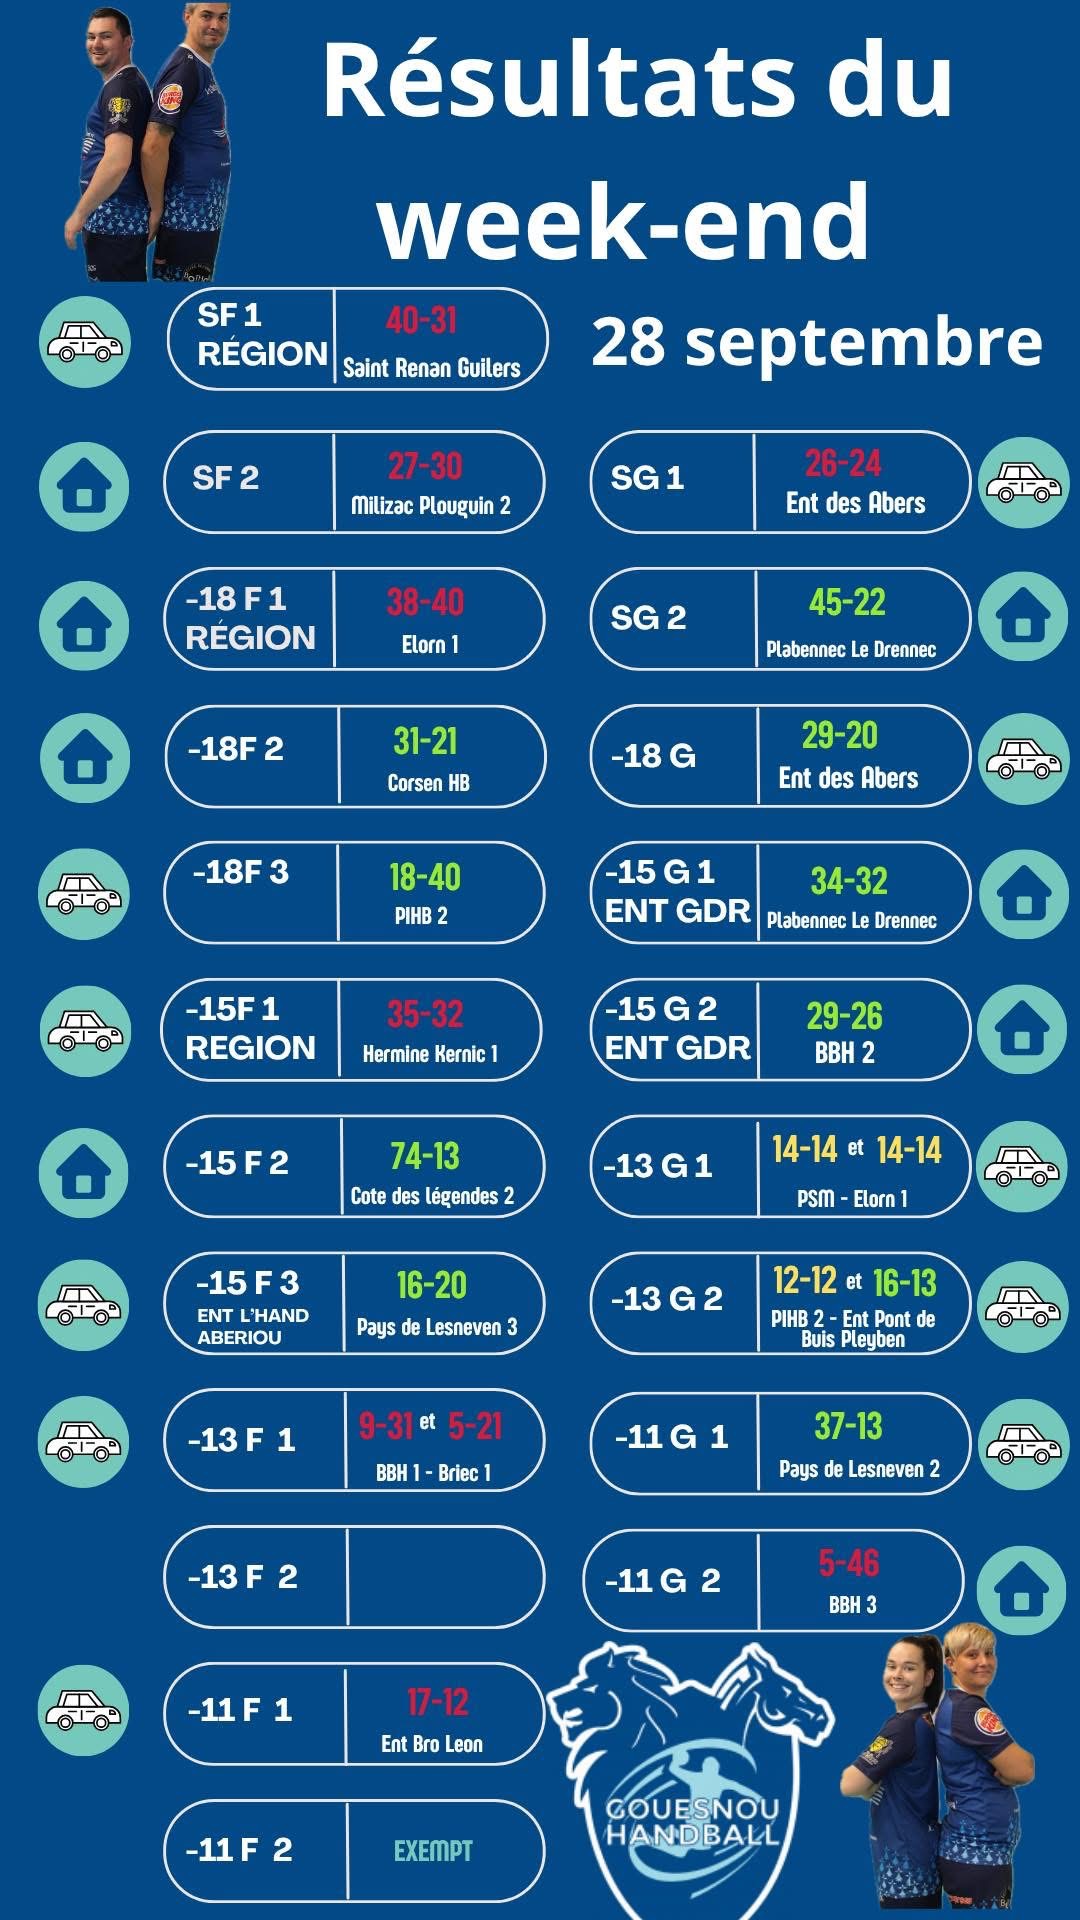 Résultats du
week-end
28 septembre
SF 1
RÉGION
40-31
Saint Renan Guilers
SF 2
27-30
Milizac Plouguin 2
-18 F 1
RÉGION
38-40
Elorn 1
-18F 2
31-21
Corsen HB
-18F 3
18-40
PIHB 2
-15F 1
REGION
35-32
Hermine Kernic 1
-15 F 2
74-13
Cote des légendes 2
-15 F 3
ENT L'HAND
ABERIOU
16-20
Pays de Lesneven 3
-13 F 1
9-31 et 5-21
BBH 1 - Briec 1
-13 F 2
-11 F 1
17-12
Ent Bro Leon
-11 F 2
EXEMPT
SG 1
26-24
Ent des Abers
SG 2
45-22
Plabennec Le Drennec
-18 G
29-20
Ent des Abers
-15 G 1
ENT GDR
34-32
Plabennec Le Drennec
-15 G 2
ENT GDR
29-26
BBH 2
-13 G 1
14-14 et 14-14
PSM - Elorn 1
-13 G 2
12-12 et 16-13
PIHB 2 - Ent Pont de
Buis Pleyben
-11 G 1
37-13
Pays de Lesneven 2
-11 G 2
5-46
BBH 3
GOUESNOU
HANDBALL